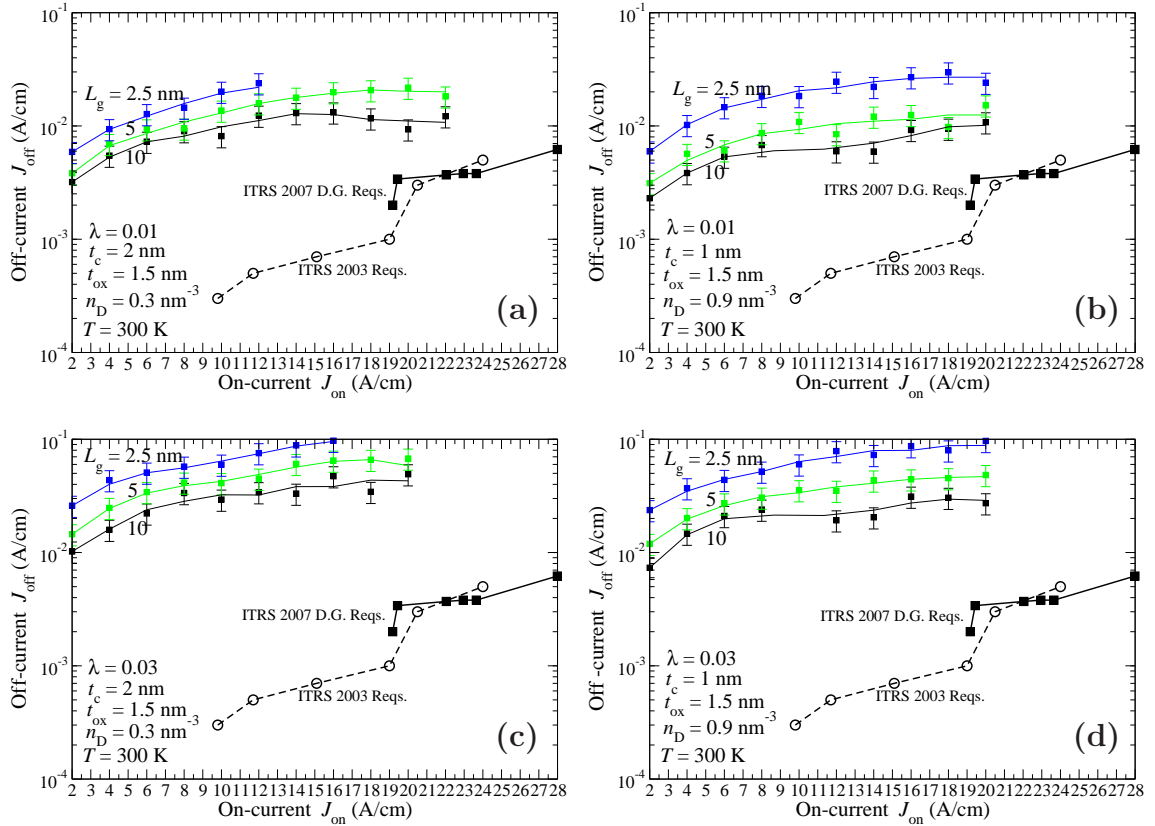 10⁻¹
10⁻²
10⁻³
10⁻⁴
Off-current J_off (A/cm)
L_g = 2.5 nm
5
10
ITRS 2007 D.G. Reqs.
ITRS 2003 Reqs.
λ = 0.01
t_c = 2 nm
t_ox = 1.5 nm
n_D = 0.3 nm⁻³
T = 300 K
(a)
2 3 4 5 6 7 8 9 10 11 12 13 14 15 16 17 18 19 20 21 22 23 24 25 26 27 28
On-current J_on (A/cm)
10⁻¹
10⁻²
10⁻³
10⁻⁴
Off-current J_off (A/cm)
L_g = 2.5 nm
5
10
ITRS 2007 D.G. Reqs.
ITRS 2003 Reqs.
λ = 0.01
t_c = 1 nm
t_ox = 1.5 nm
n_D = 0.9 nm⁻³
T = 300 K
(b)
2 3 4 5 6 7 8 9 10 11 12 13 14 15 16 17 18 19 20 21 22 23 24 25 26 27 28
On-current J_on (A/cm)
10⁻¹
10⁻²
10⁻³
10⁻⁴
Off-current J_off (A/cm)
L_g = 2.5 nm
5
10
ITRS 2007 D.G. Reqs.
ITRS 2003 Reqs.
λ = 0.03
t_c = 2 nm
t_ox = 1.5 nm
n_D = 0.3 nm⁻³
T = 300 K
(c)
2 3 4 5 6 7 8 9 10 11 12 13 14 15 16 17 18 19 20 21 22 23 24 25 26 27 28
On-current J_on (A/cm)
10⁻¹
10⁻²
10⁻³
10⁻⁴
Off -current J_off (A/cm)
L_g = 2.5 nm
5
10
ITRS 2007 D.G. Reqs.
ITRS 2003 Reqs.
λ = 0.03
t_c = 1 nm
t_ox = 1.5 nm
n_D = 0.9 nm⁻³
T = 300 K
(d)
2 3 4 5 6 7 8 9 10 11 12 13 14 15 16 17 18 19 20 21 22 23 24 25 26 27 28
On-current J_on (A/cm)